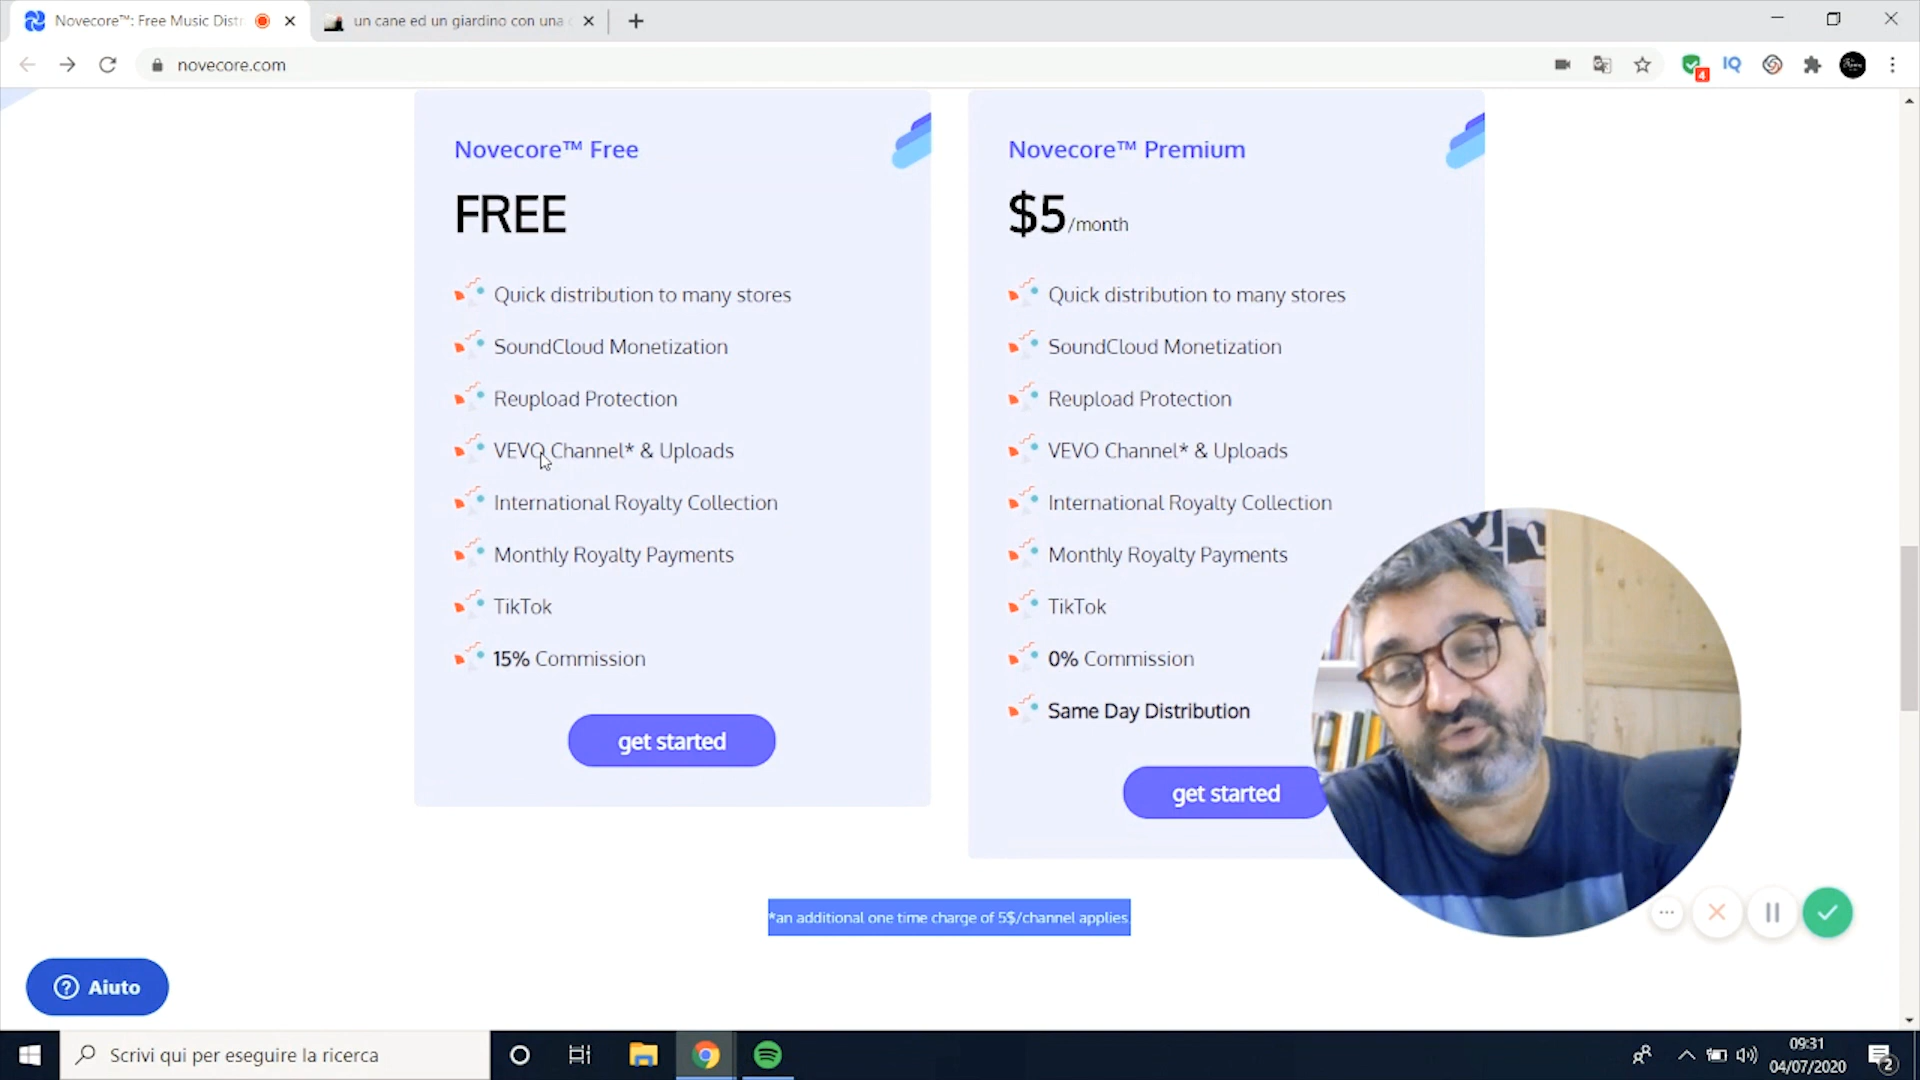 Novecore™: Free Music Distr
un cane ed un giardino con una c
novecore.com
4
IQ
Novecore™ Free
FREE
Quick distribution to many stores
SoundCloud Monetization
Reupload Protection
VEVO Channel* & Uploads
International Royalty Collection
Monthly Royalty Payments
TikTok
15% Commission
get started
Novecore™ Premium
$5/month
Quick distribution to many stores
SoundCloud Monetization
Reupload Protection
VEVO Channel* & Uploads
International Royalty Collection
Monthly Royalty Payments
TikTok
0% Commission
Same Day Distribution
get started
*an additional one time charge of 5$/channel applies.
Aiuto
Scrivi qui per eseguire la ricerca
09:31
04/07/2020
2